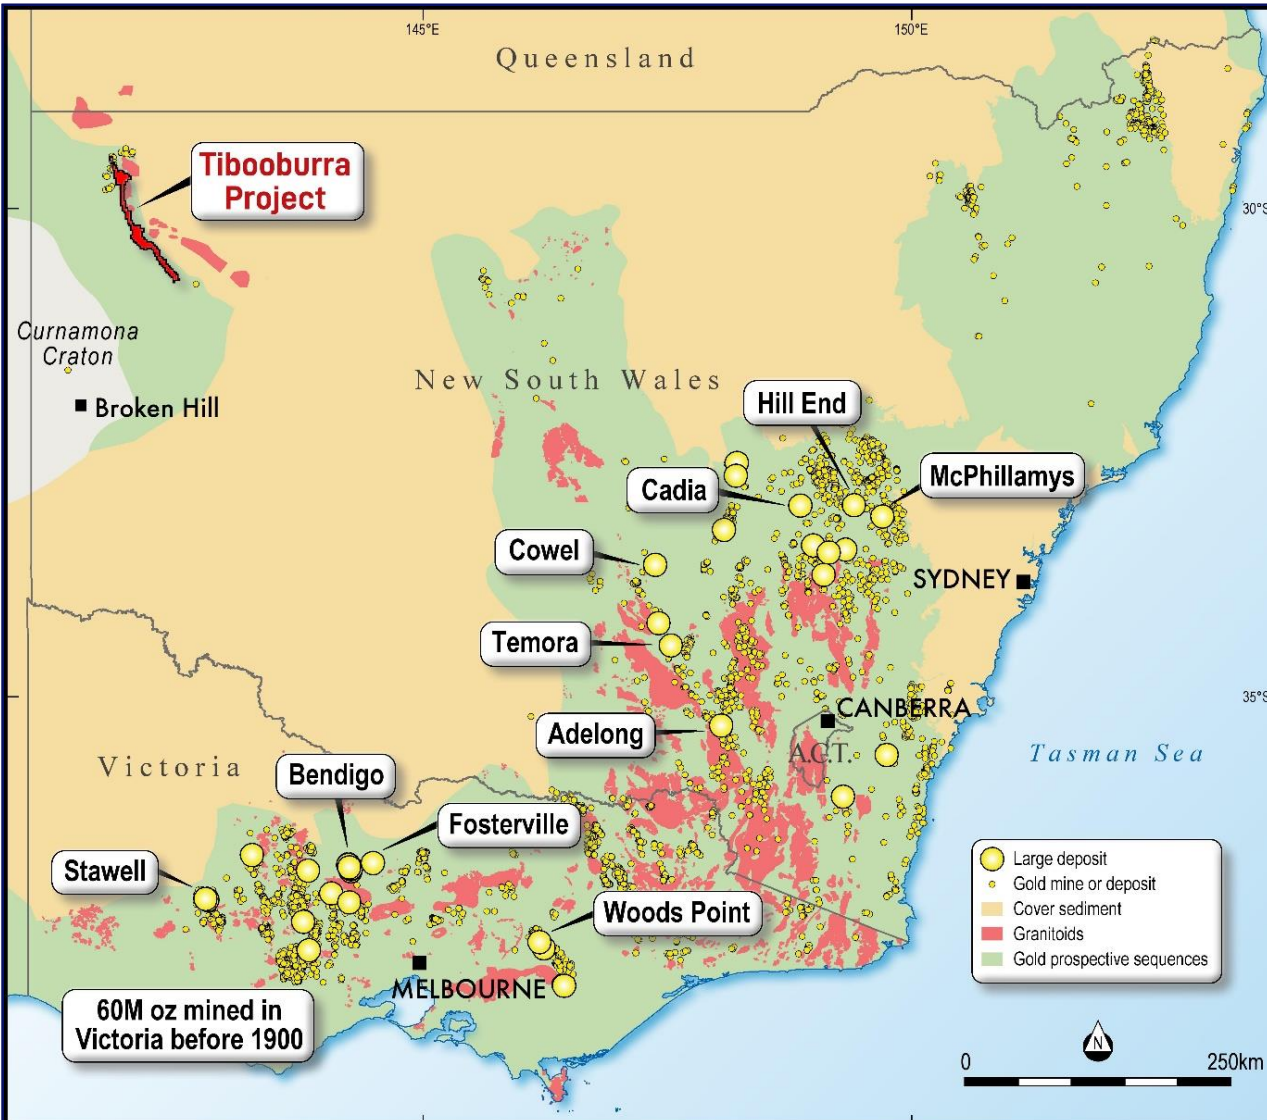 145°E
150°E
Queensland
Tibooburra
Project
30°S
Curnamona
Craton
Broken Hill
New South Wales
Hill End
McPhillamys
Cadia
Cowel
SYDNEY
Temora
35°S
CANBERRA
Adelong
A.C.T.
Tasman Sea
Victoria
Bendigo
Fosterville
Stawell
Woods Point
MELBOURNE
60M oz mined in
Victoria before 1900
Large deposit
Gold mine or deposit
Cover sediment
Granitoids
Gold prospective sequences
N
0
250km